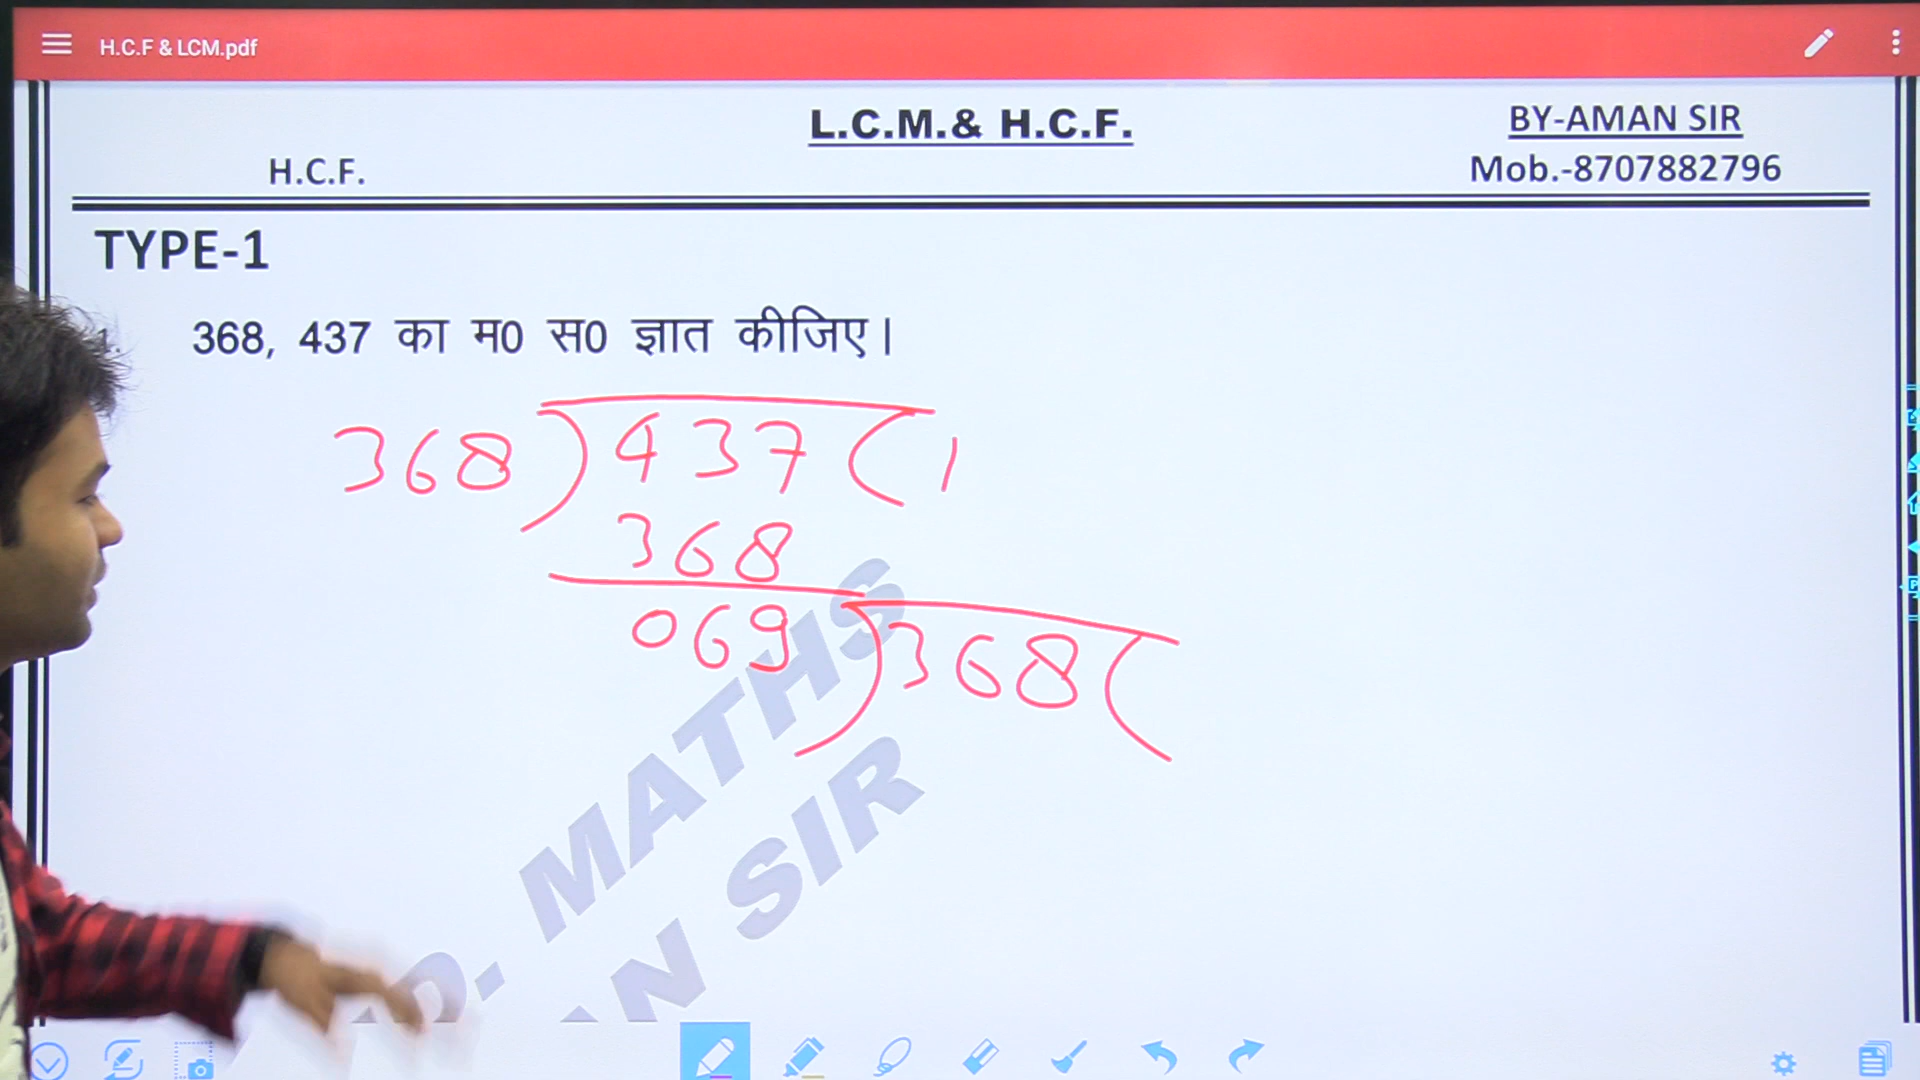 H.C.F & LCM.pdf
L.C.M.& H.C.F.
BY-AMAN SIR
H.C.F.
Mob.-8707882796
TYPE-1
1. 368, 437 का म0 स0 ज्ञात कीजिए।
368 ) 437 ( 1
368
069 ) 368 (
MATHS
SIR